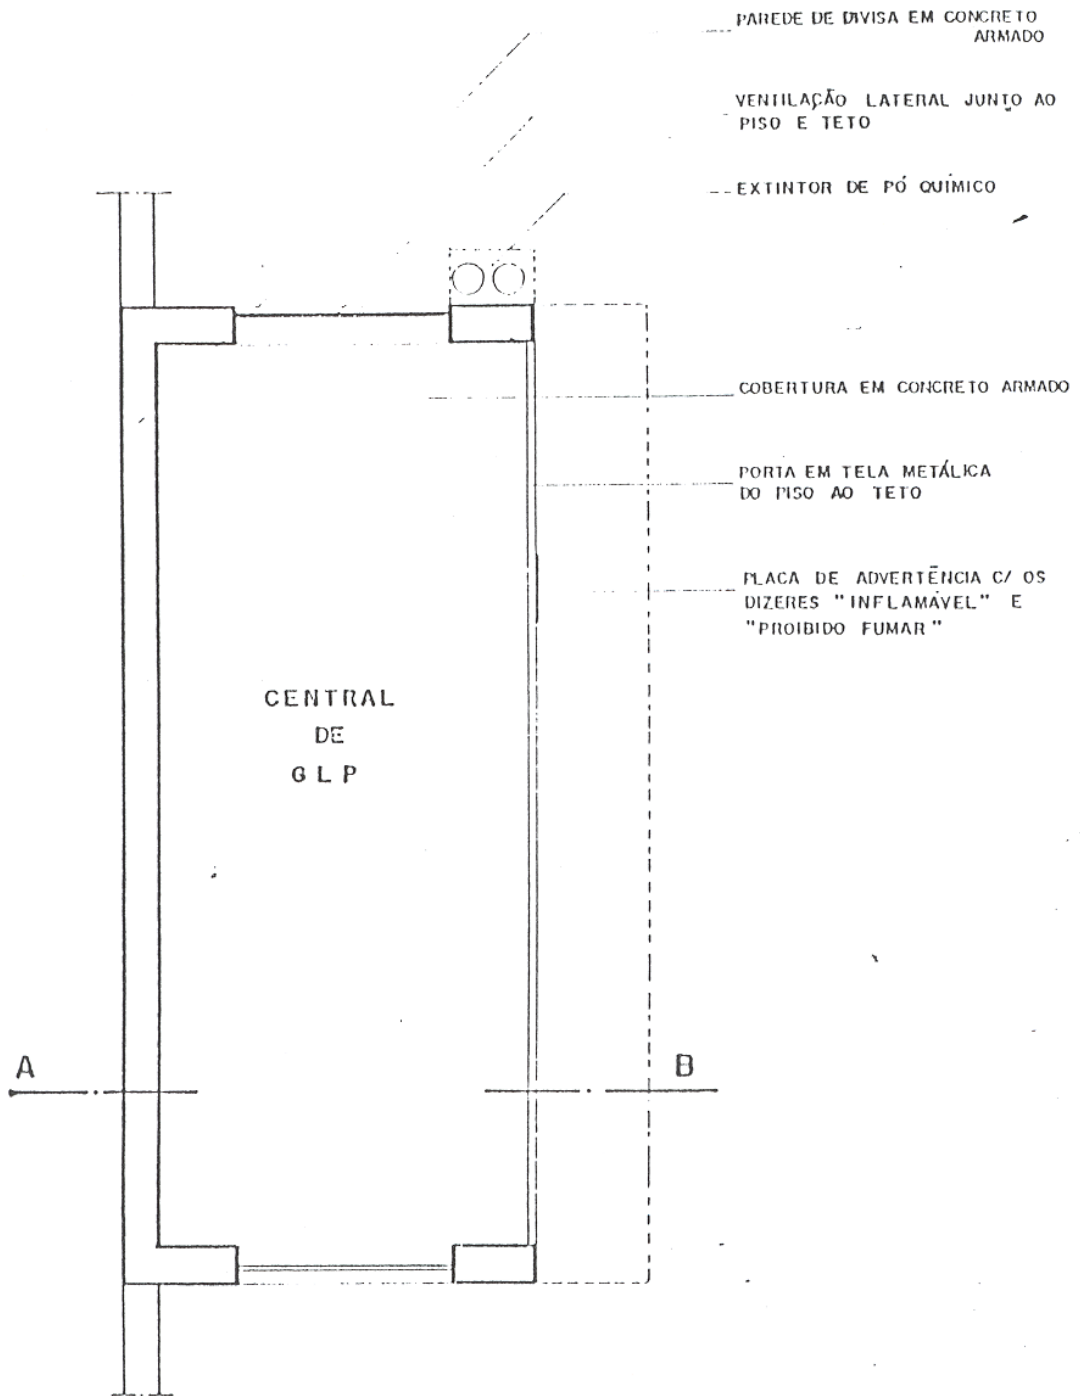 PAREDE DE DIVISA EM CONCRETO
ARMADO
VENTILAÇÃO LATERAL JUNTO AO
PISO E TETO
EXTINTOR DE PÓ QUÍMICO
COBERTURA EM CONCRETO ARMADO
PORTA EM TELA METÁLICA
DO PISO AO TETO
PLACA DE ADVERTÊNCIA C/ OS
DIZERES "INFLAMÁVEL" E
"PROIBIDO FUMAR"
CENTRAL
DE
GLP
A
B